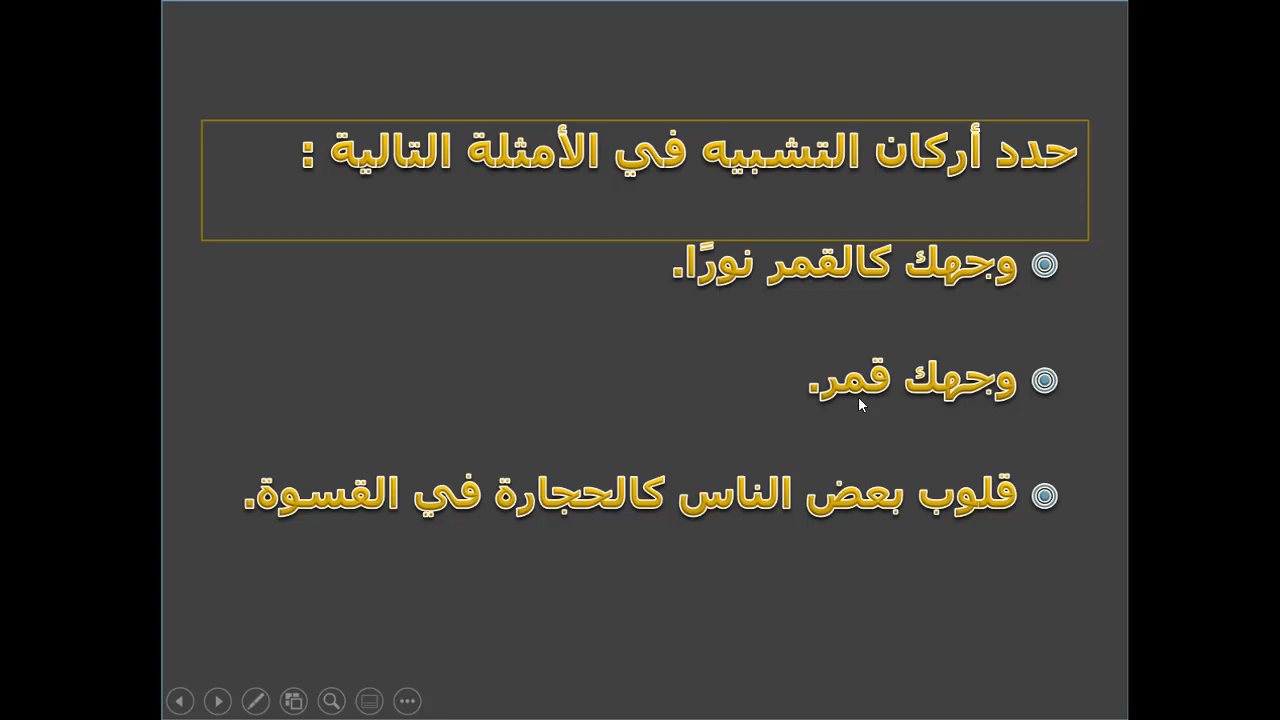 حدد أركان التشبيه في الأمثلة التالية :
وجهك كالقمر نورًا.
وجهك قمر.
قلوب بعض الناس كالحجارة في القسوة.